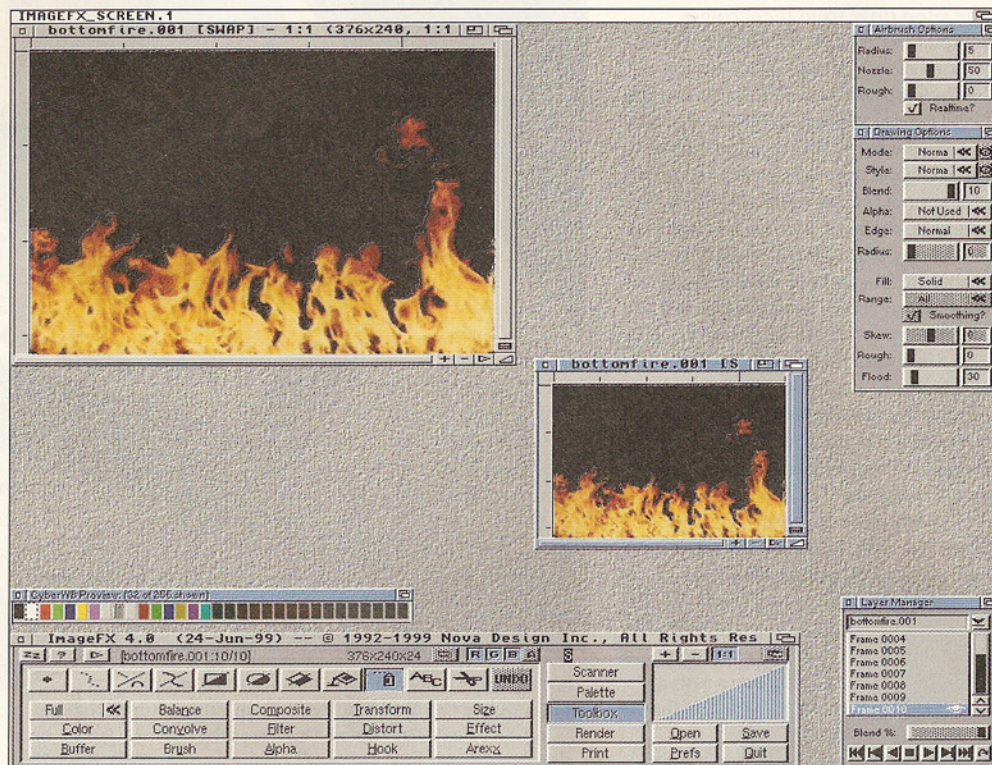 IMAGEFX_SCREEN.1
bottomfire.001 [SWAP] - 1:1 (376x240, 1:1
Airbrush Options
Radius: 5
Nozzle: 50
Rough: 0
Realtime?
Drawing Options
Mode: Norma
Style: Norma
Blend: 10
Alpha: Not Used
Edge: Normal
Radius: 0
Fill: Solid
Range: All
Smoothing?
Skew: 0
Rough: 0
Flood: 30
bottomfire.001 [S
CyberWB Preview: (32 of 256 shown)
ImageFX 4.0 (24-Jun-99) -- © 1992-1999 Nova Design Inc., All Rights Res
Zz ? [bottomfire.001:10/10] 376x240x24 R G B A S + - 1:1
ABC UNDO
Full Balance Composite Transform Size
Color Convolve Filter Distort Effect
Buffer Brush Alpha Hook Arexx
Scanner
Palette
Toolbox
Render Open Save
Print Prefs Quit
Layer Manager
bottomfire.001
Frame 0004
Frame 0005
Frame 0006
Frame 0007
Frame 0008
Frame 0009
Frame 0010
Blend %: